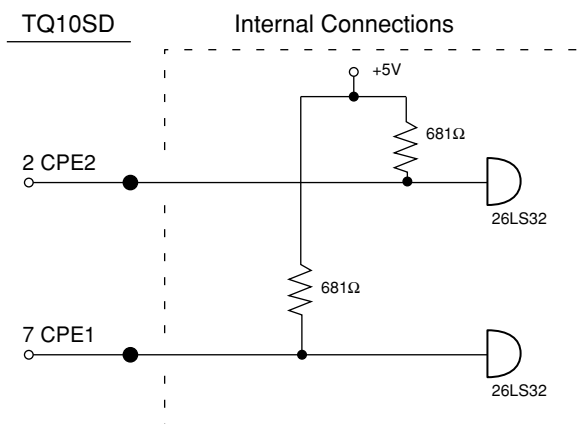 TQ10SD
Internal Connections
+5V
681Ω
2 CPE2
26LS32
681Ω
7 CPE1
26LS32